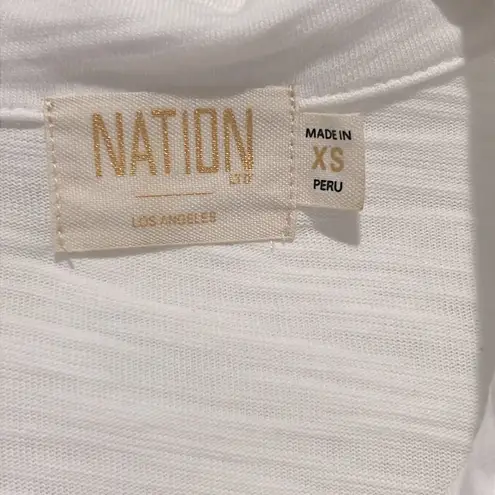 NATION
LTD
LOS ANGELES
MADE IN
XS
PERU